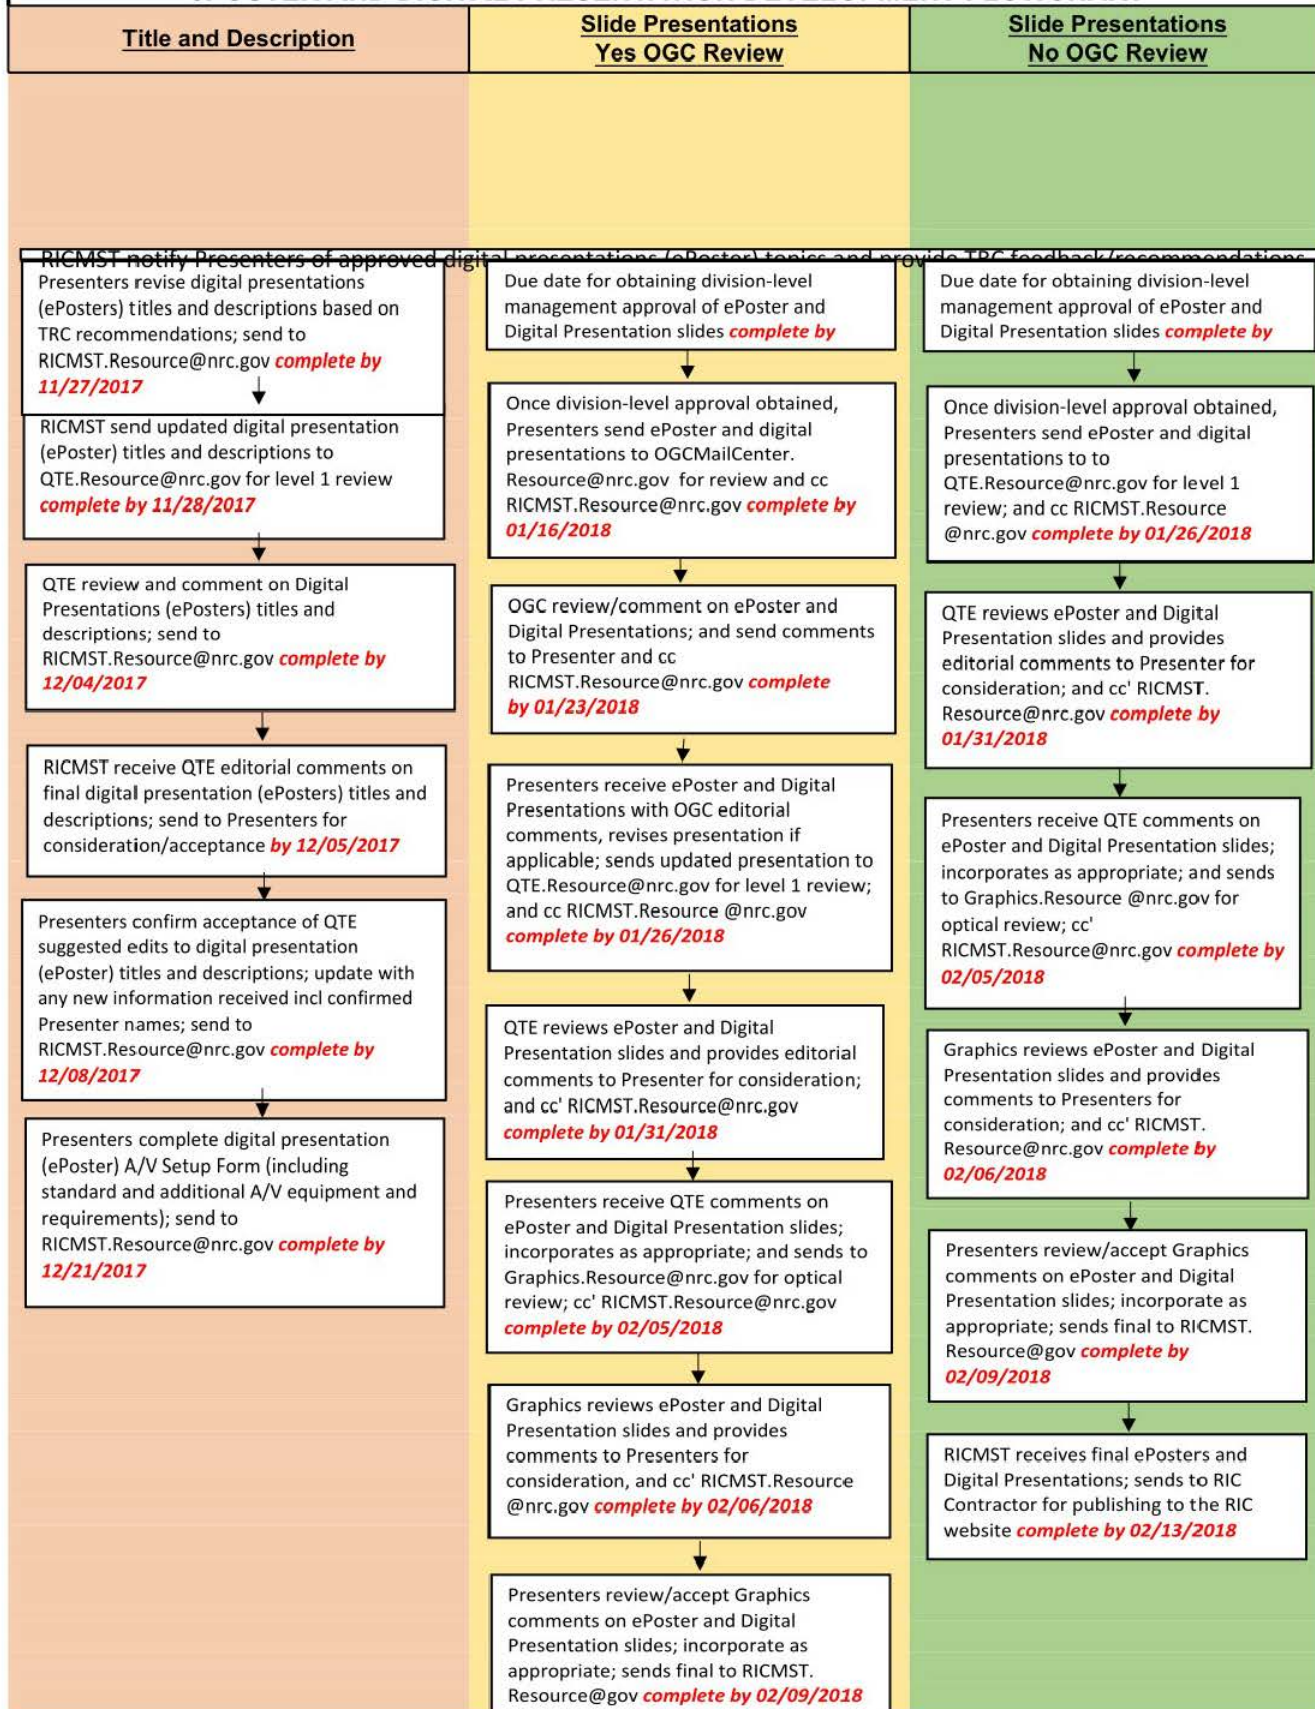 Title and Description
Slide Presentations
Yes OGC Review
Slide Presentations
No OGC Review
RICMST notify Presenters of approved digital presentations (ePoster) topics and provide TRC feedback/recommendations
Presenters revise digital presentations
(ePosters) titles and descriptions based on
TRC recommendations; send to
RICMST.Resource@nrc.gov complete by
11/27/2017
RICMST send updated digital presentation
(ePoster) titles and descriptions to
QTE.Resource@nrc.gov for level 1 review
complete by 11/28/2017
QTE review and comment on Digital
Presentations (ePosters) titles and
descriptions; send to
RICMST.Resource@nrc.gov complete by
12/04/2017
RICMST receive QTE editorial comments on
final digital presentation (ePosters) titles and
descriptions; send to Presenters for
consideration/acceptance by 12/05/2017
Presenters confirm acceptance of QTE
suggested edits to digital presentation
(ePoster) titles and descriptions; update with
any new information received incl confirmed
Presenter names; send to
RICMST.Resource@nrc.gov complete by
12/08/2017
Presenters complete digital presentation
(ePoster) A/V Setup Form (including
standard and additional A/V equipment and
requirements); send to
RICMST.Resource@nrc.gov complete by
12/21/2017
Due date for obtaining division-level
management approval of ePoster and
Digital Presentation slides complete by
Once division-level approval obtained,
Presenters send ePoster and digital
presentations to OGCMailCenter.
Resource@nrc.gov for review and cc
RICMST.Resource@nrc.gov complete by
01/16/2018
OGC review/comment on ePoster and
Digital Presentations; and send comments
to Presenter and cc
RICMST.Resource@nrc.gov complete
by 01/23/2018
Presenters receive ePoster and Digital
Presentations with OGC editorial
comments, revises presentation if
applicable; sends updated presentation to
QTE.Resource@nrc.gov for level 1 review;
and cc RICMST.Resource @nrc.gov
complete by 01/26/2018
QTE reviews ePoster and Digital
Presentation slides and provides editorial
comments to Presenter for consideration;
and cc' RICMST.Resource@nrc.gov
complete by 01/31/2018
Presenters receive QTE comments on
ePoster and Digital Presentation slides;
incorporates as appropriate; and sends to
Graphics.Resource@nrc.gov for optical
review; cc' RICMST.Resource@nrc.gov
complete by 02/05/2018
Graphics reviews ePoster and Digital
Presentation slides and provides
comments to Presenters for
consideration, and cc' RICMST.Resource
@nrc.gov complete by 02/06/2018
Presenters review/accept Graphics
comments on ePoster and Digital
Presentation slides; incorporate as
appropriate; sends final to RICMST.
Resource@gov complete by 02/09/2018
Due date for obtaining division-level
management approval of ePoster and
Digital Presentation slides complete by
Once division-level approval obtained,
Presenters send ePoster and digital
presentations to to
QTE.Resource@nrc.gov for level 1
review; and cc RICMST.Resource
@nrc.gov complete by 01/26/2018
QTE reviews ePoster and Digital
Presentation slides and provides
editorial comments to Presenter for
consideration; and cc' RICMST.
Resource@nrc.gov complete by
01/31/2018
Presenters receive QTE comments on
ePoster and Digital Presentation slides;
incorporates as appropriate; and sends
to Graphics.Resource @nrc.gov for
optical review; cc'
RICMST.Resource@nrc.gov complete by
02/05/2018
Graphics reviews ePoster and Digital
Presentation slides and provides
comments to Presenters for
consideration; and cc' RICMST.
Resource@nrc.gov complete by
02/06/2018
Presenters review/accept Graphics
comments on ePoster and Digital
Presentation slides; incorporate as
appropriate; sends final to RICMST.
Resource@gov complete by
02/09/2018
RICMST receives final ePosters and
Digital Presentations; sends to RIC
Contractor for publishing to the RIC
website complete by 02/13/2018